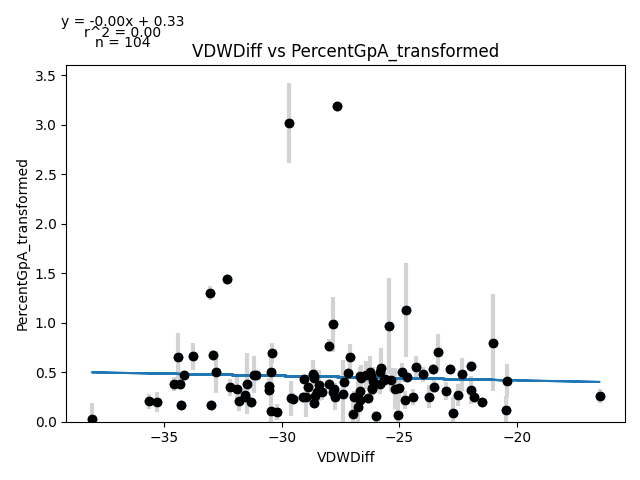 y = -0.00x + 0.33
r^2 = 0.00
n = 104
VDWDiff vs PercentGpA_transformed
3.5
3.0
2.5
2.0
1.5
1.0
0.5
0.0
PercentGpA_transformed
−35
−30
−25
−20
VDWDiff